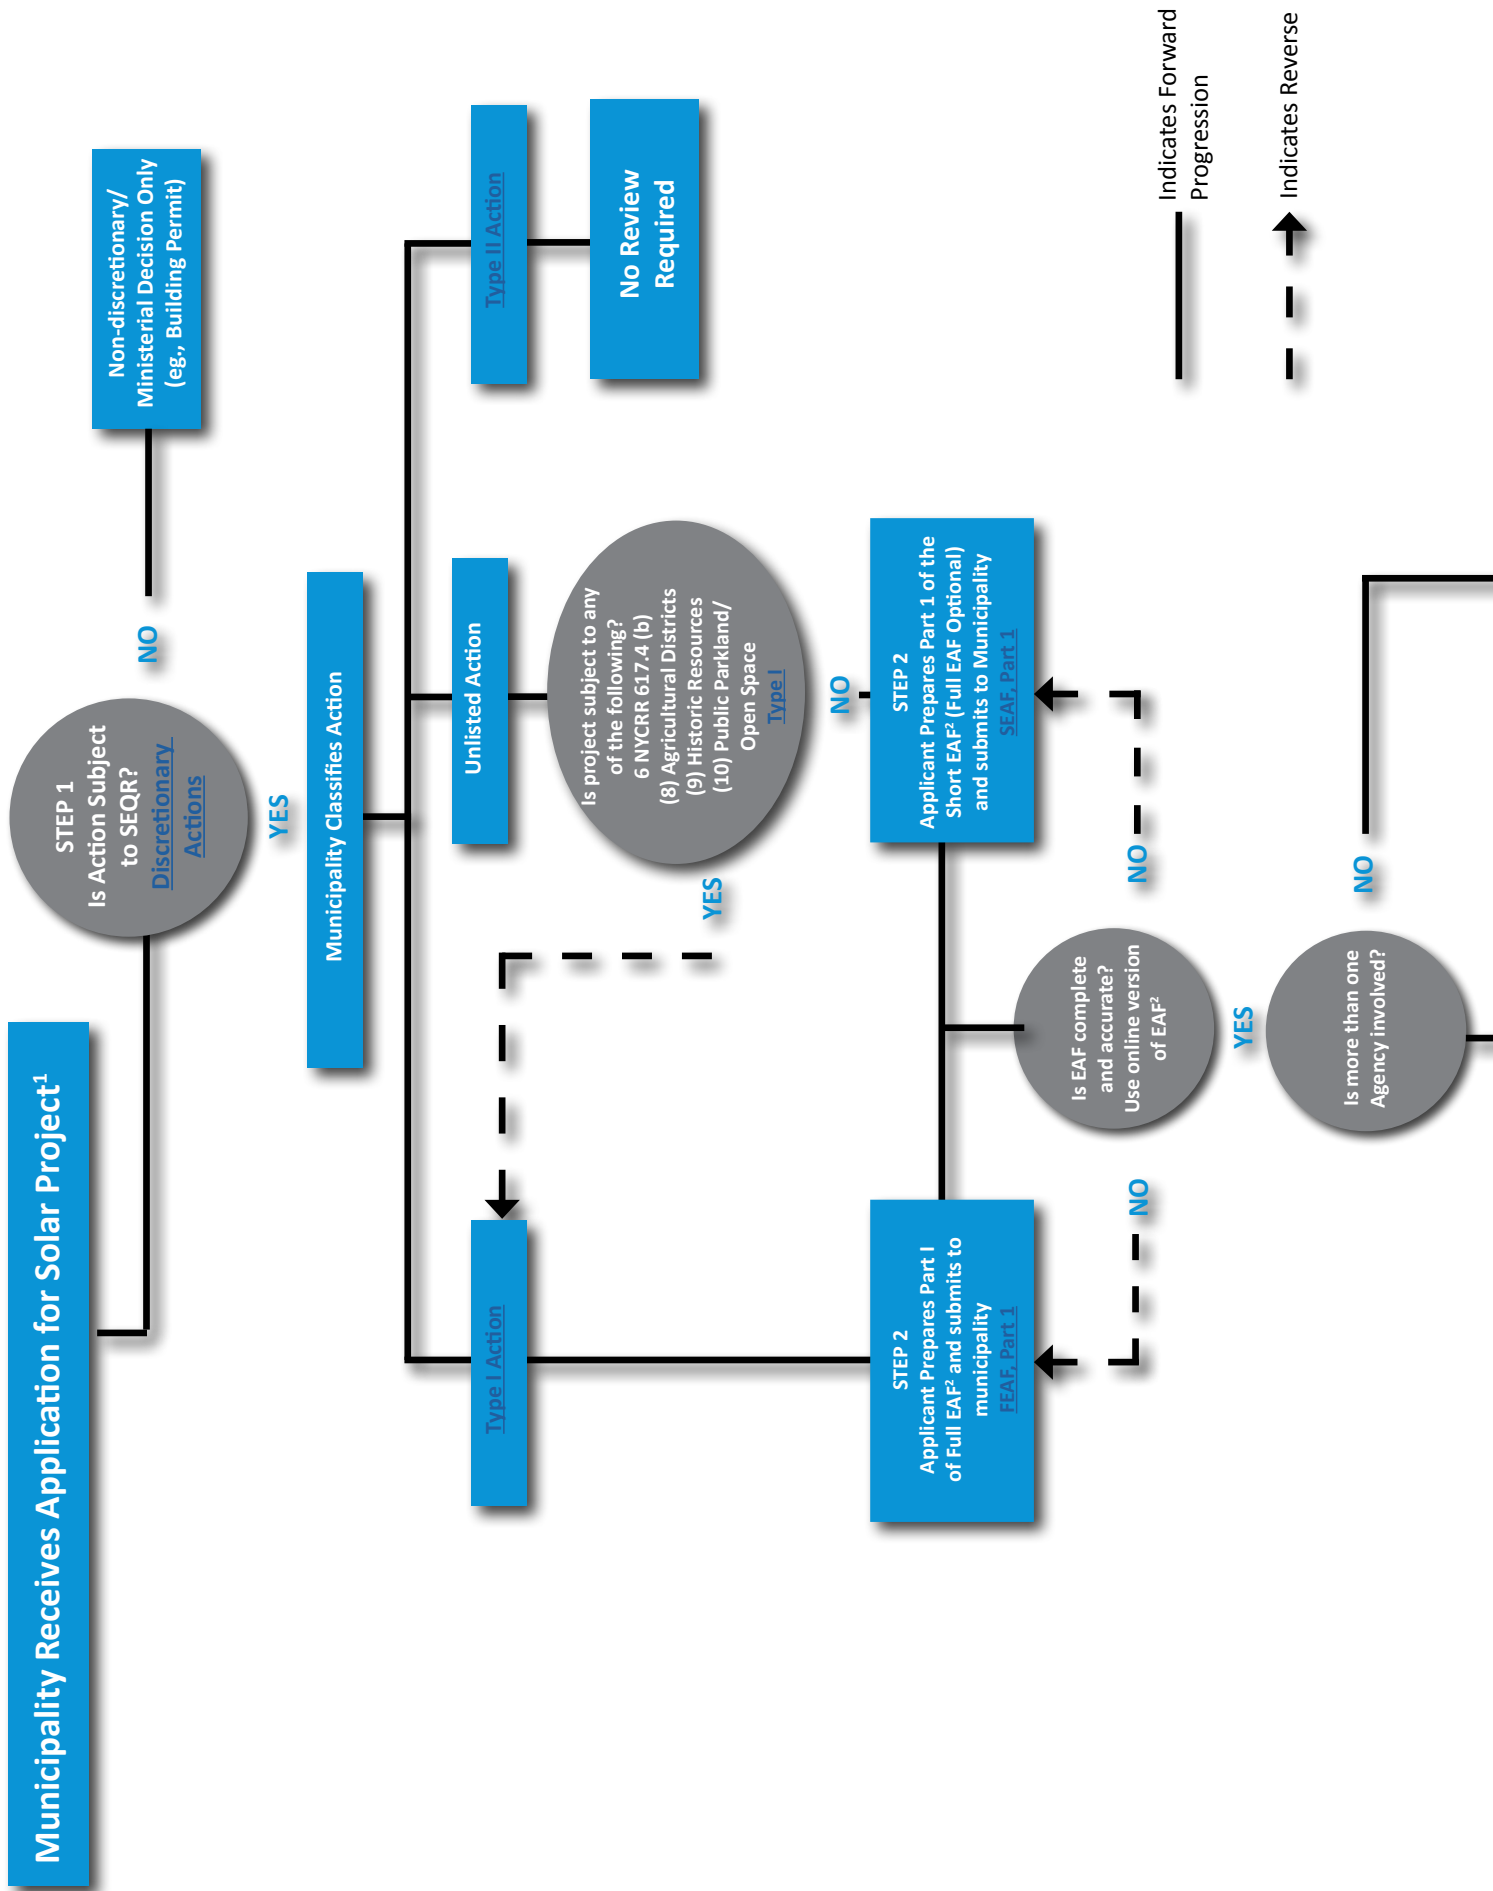 Municipality Receives Application for Solar Project¹
STEP 1
Is Action Subject
to SEQR?
Discretionary
Actions
NO
Non-discretionary/
Ministerial Decision Only
(eg., Building Permit)
YES
Municipality Classifies Action
Type I Action
Unlisted Action
Type II Action
No Review
Required
Is project subject to any
of the following?
6 NYCRR 617.4 (b)
(8) Agricultural Districts
(9) Historic Resources
(10) Public Parkland/
Open Space
Type I
YES
NO
STEP 2
Applicant Prepares Part I
of Full EAF² and submits to
municipality
FEAF, Part 1
STEP 2
Applicant Prepares Part 1 of the
Short EAF² (Full EAF Optional)
and submits to Municipality
SEAF, Part 1
Is EAF complete
and accurate?
Use online version
of EAF²
NO
NO
YES
Is more than one
Agency involved?
NO
Indicates Forward
Progression
Indicates Reverse